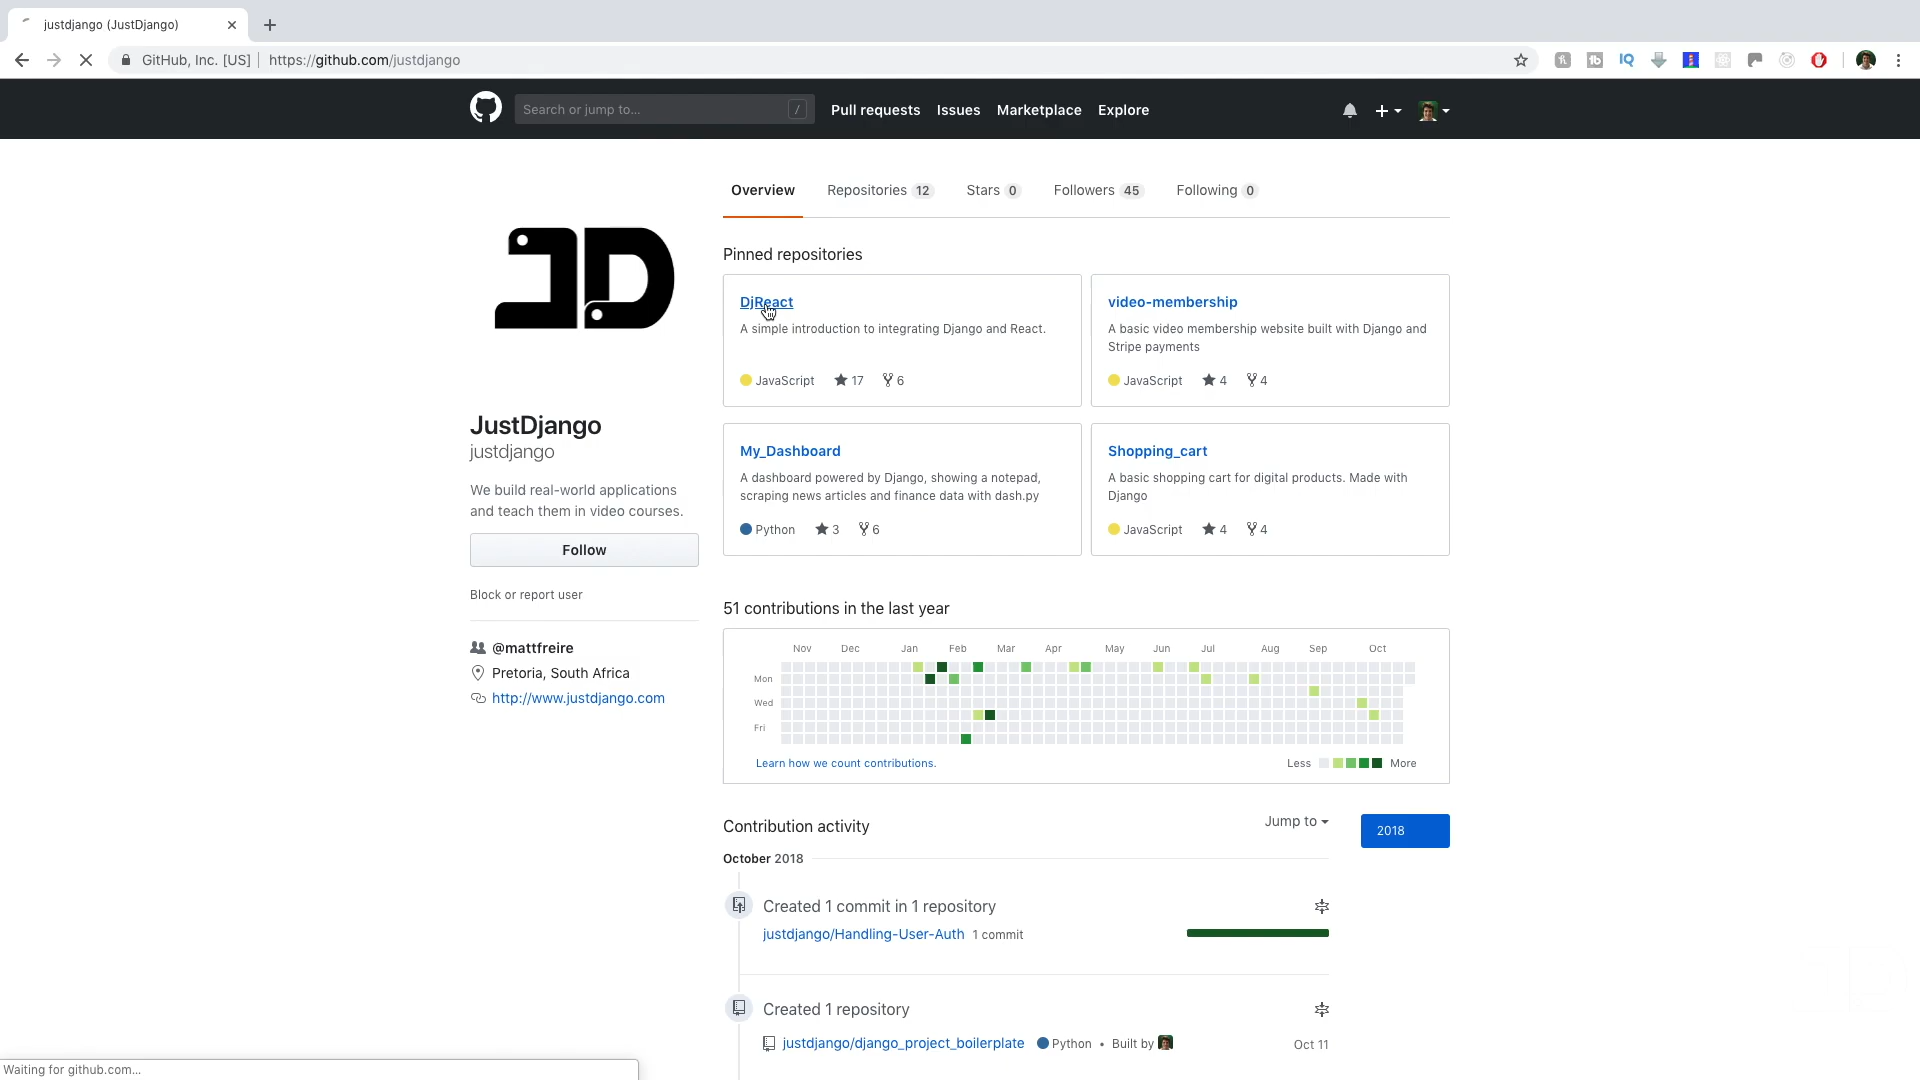 justdjango (JustDjango)
GitHub, Inc. [US] https://github.com/justdjango
Search or jump to... / Pull requests Issues Marketplace Explore
Overview Repositories 12 Stars 0 Followers 45 Following 0
JD
JustDjango
justdjango
We build real-world applications
and teach them in video courses.
Follow
Block or report user
@mattfreire
Pretoria, South Africa
http://www.justdjango.com
Pinned repositories
DjReact
A simple introduction to integrating Django and React.
JavaScript 17 6
video-membership
A basic video membership website built with Django and
Stripe payments
JavaScript 4 4
My_Dashboard
A dashboard powered by Django, showing a notepad,
scraping news articles and finance data with dash.py
Python 3 6
Shopping_cart
A basic shopping cart for digital products. Made with
Django
JavaScript 4 4
51 contributions in the last year
Nov Dec Jan Feb Mar Apr May Jun Jul Aug Sep Oct
Mon
Wed
Fri
Learn how we count contributions. Less More
Contribution activity Jump to 2018
October 2018
Created 1 commit in 1 repository
justdjango/Handling-User-Auth 1 commit
Created 1 repository
justdjango/django_project_boilerplate Python • Built by Oct 11
Waiting for github.com...